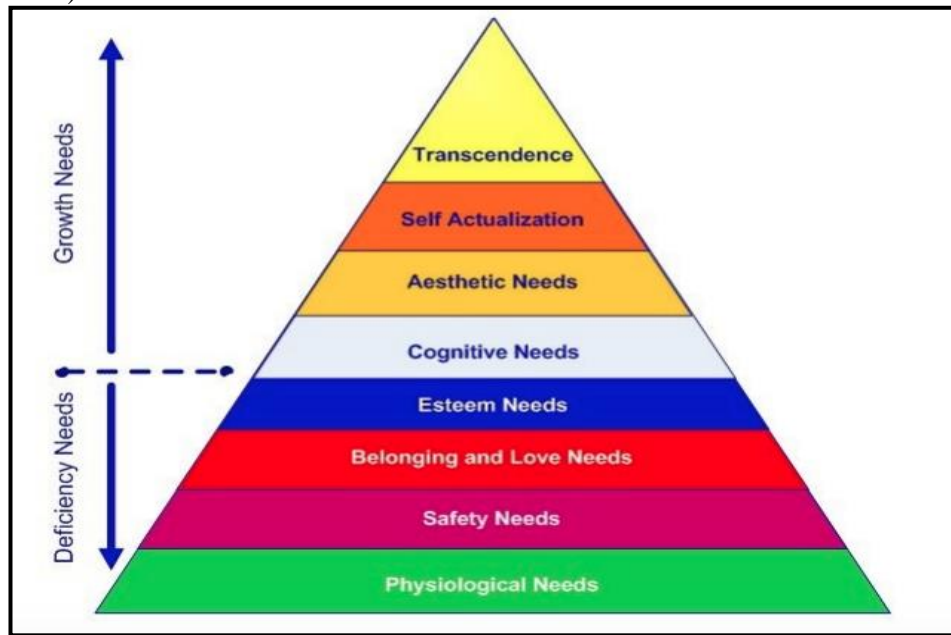 Growth Needs
Deficiency Needs
Transcendence
Self Actualization
Aesthetic Needs
Cognitive Needs
Esteem Needs
Belonging and Love Needs
Safety Needs
Physiological Needs